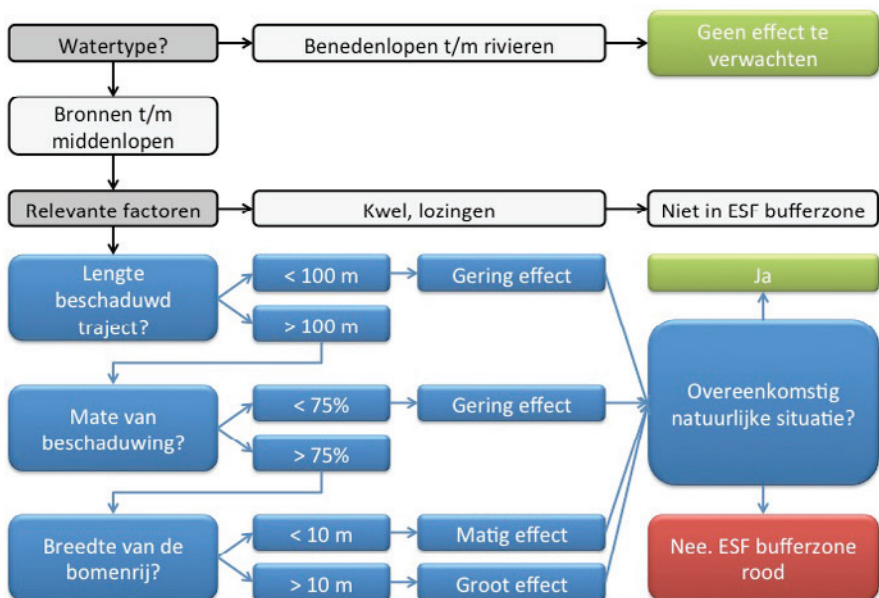 Watertype?
Benedenlopen t/m rivieren
Geen effect te
verwachten
Bronnen t/m
middenlopen
Relevante factoren
Kwel, lozingen
Niet in ESF bufferzone
Lengte
beschaduwd
traject?
< 100 m
Gering effect
> 100 m
Ja
Mate van
beschaduwing?
< 75%
Gering effect
> 75%
Overeenkomstig
natuurlijke situatie?
Breedte van de
bomenrij?
< 10 m
Matig effect
> 10 m
Groot effect
Nee. ESF bufferzone
rood